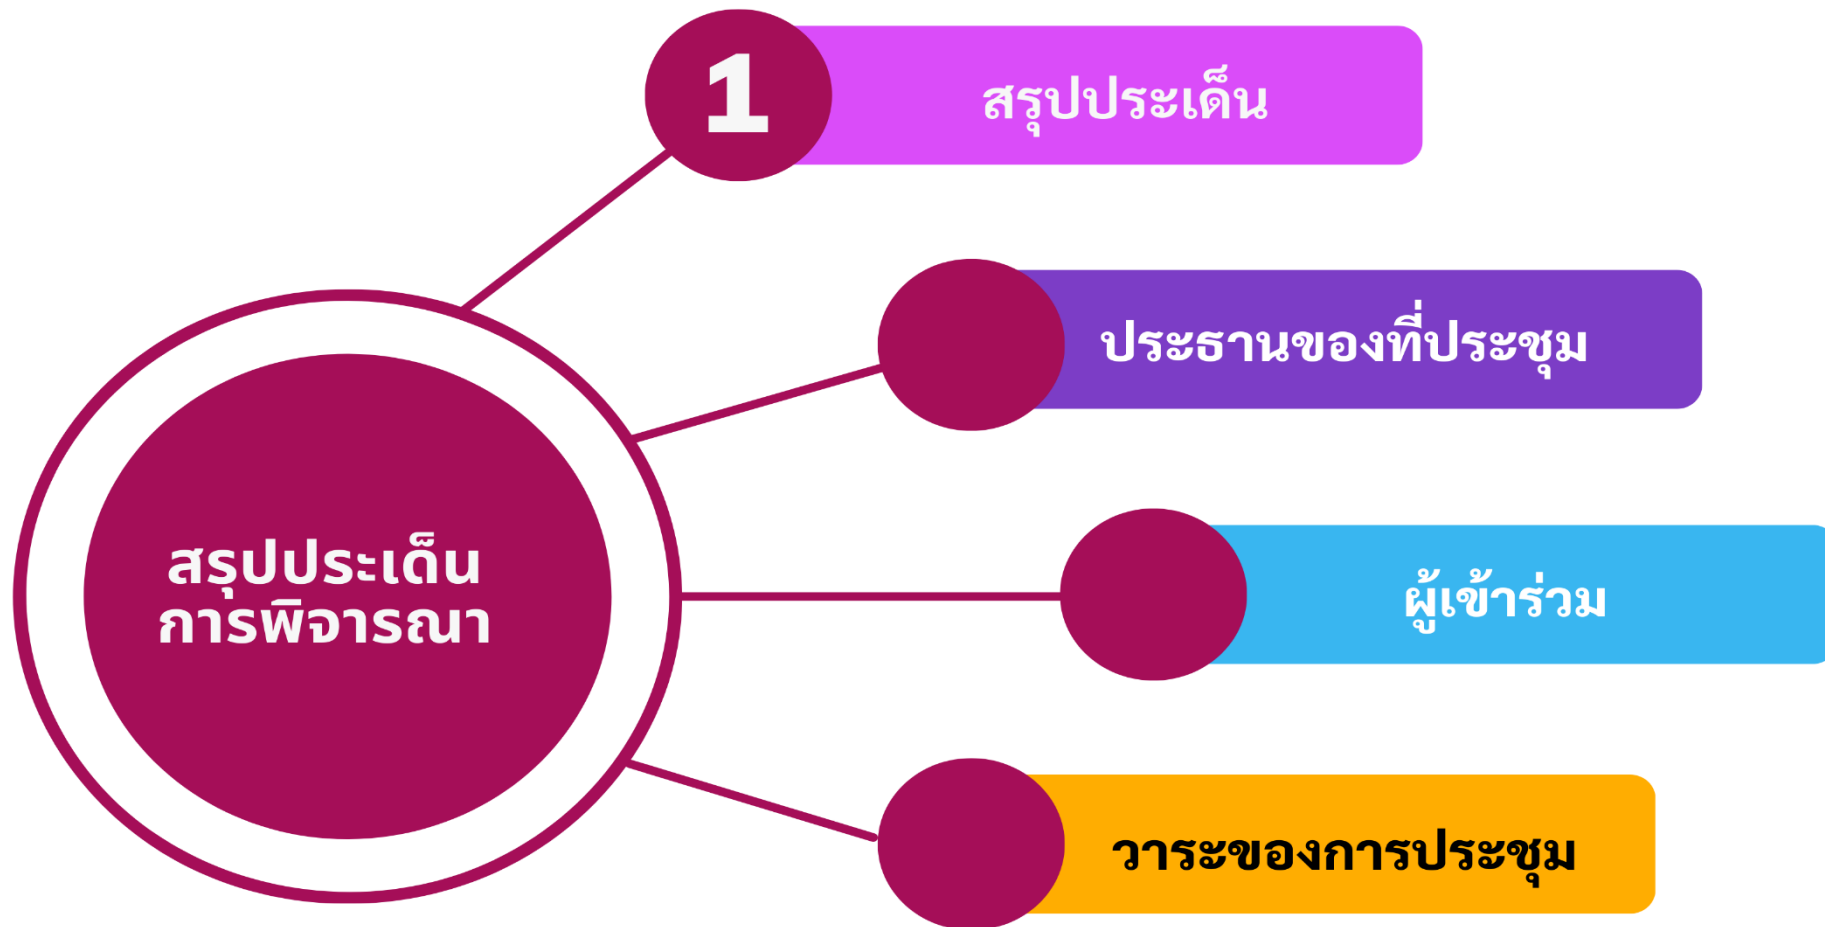 1
สรุปประเด็น
ประธานของที่ประชุม
สรุปประเด็น
การพิจารณา
ผู้เข้าร่วม
วาระของการประชุม